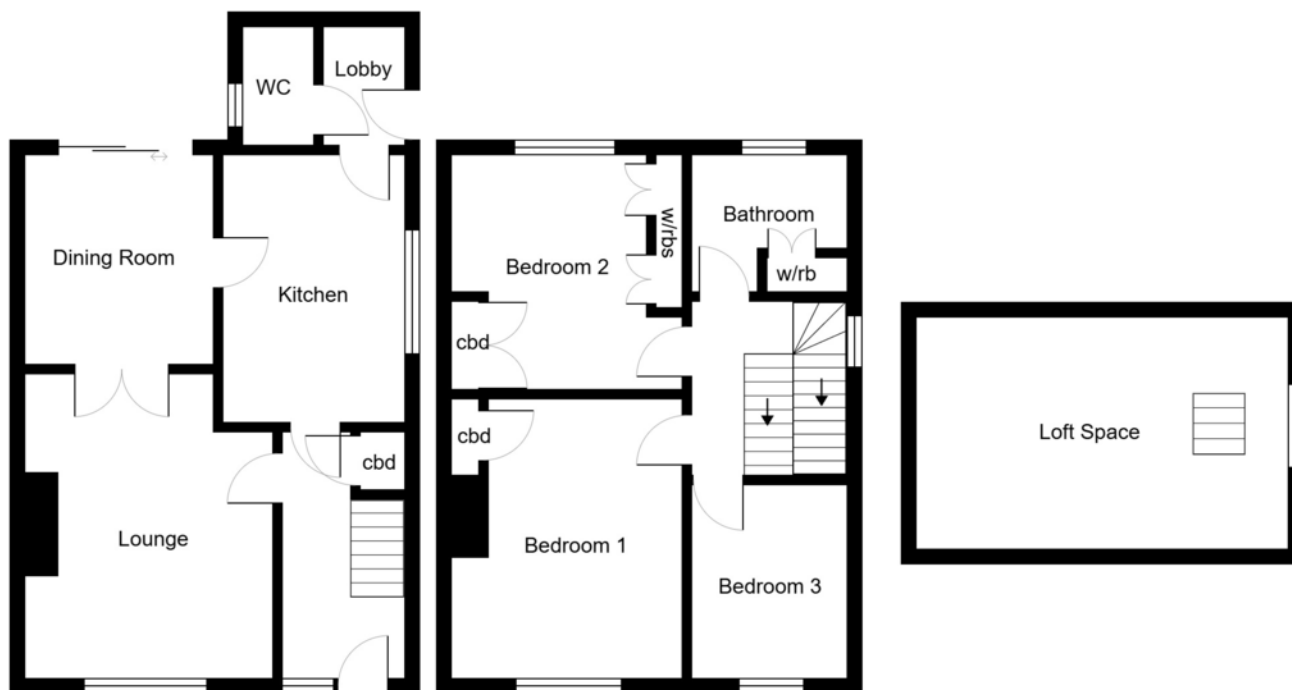 WC
Lobby
Dining Room
Kitchen
cbd
Lounge
Bedroom 2
w/rbs
Bathroom
w/rb
cbd
cbd
Bedroom 1
Bedroom 3
Loft Space